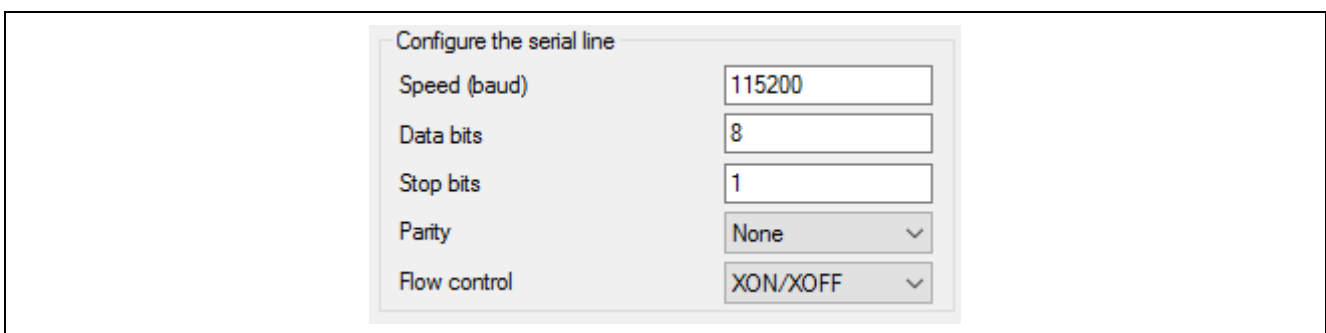 Configure the serial line
Speed (baud) 115200
Data bits 8
Stop bits 1
Parity None
Flow control XON/XOFF